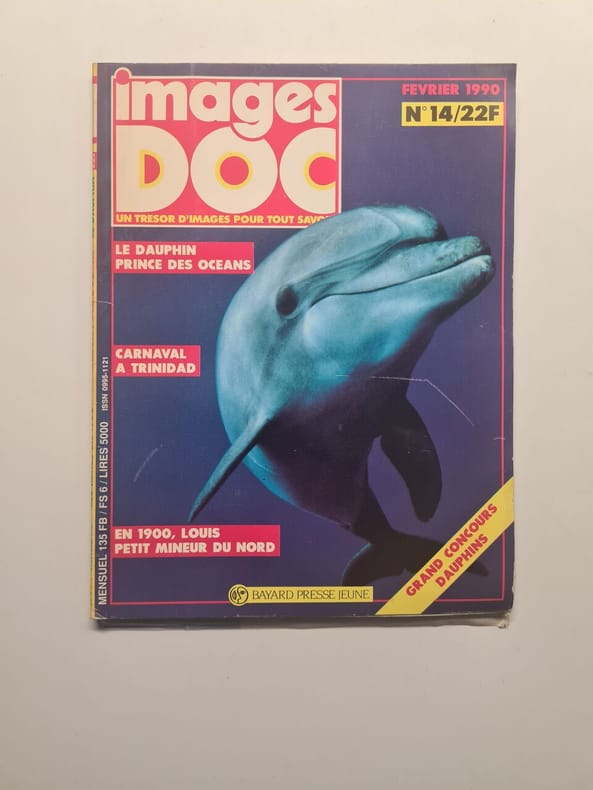 images
DOC
UN TRESOR D'IMAGES POUR TOUT
FEVRIER 1990
N° 14/22F
LE DAUPHIN
PRINCE DES OCEANS
CARNAVAL
A TRINIDAD
EN 1900, LOUIS
PETIT MINEUR DU NORD
MENSUEL 135 FB / FS 6 / LIRES 5000 ISSN 0995-1121
GRAND CONCOURS
DAUPHINS
BAYARD PRESSE JEUNE